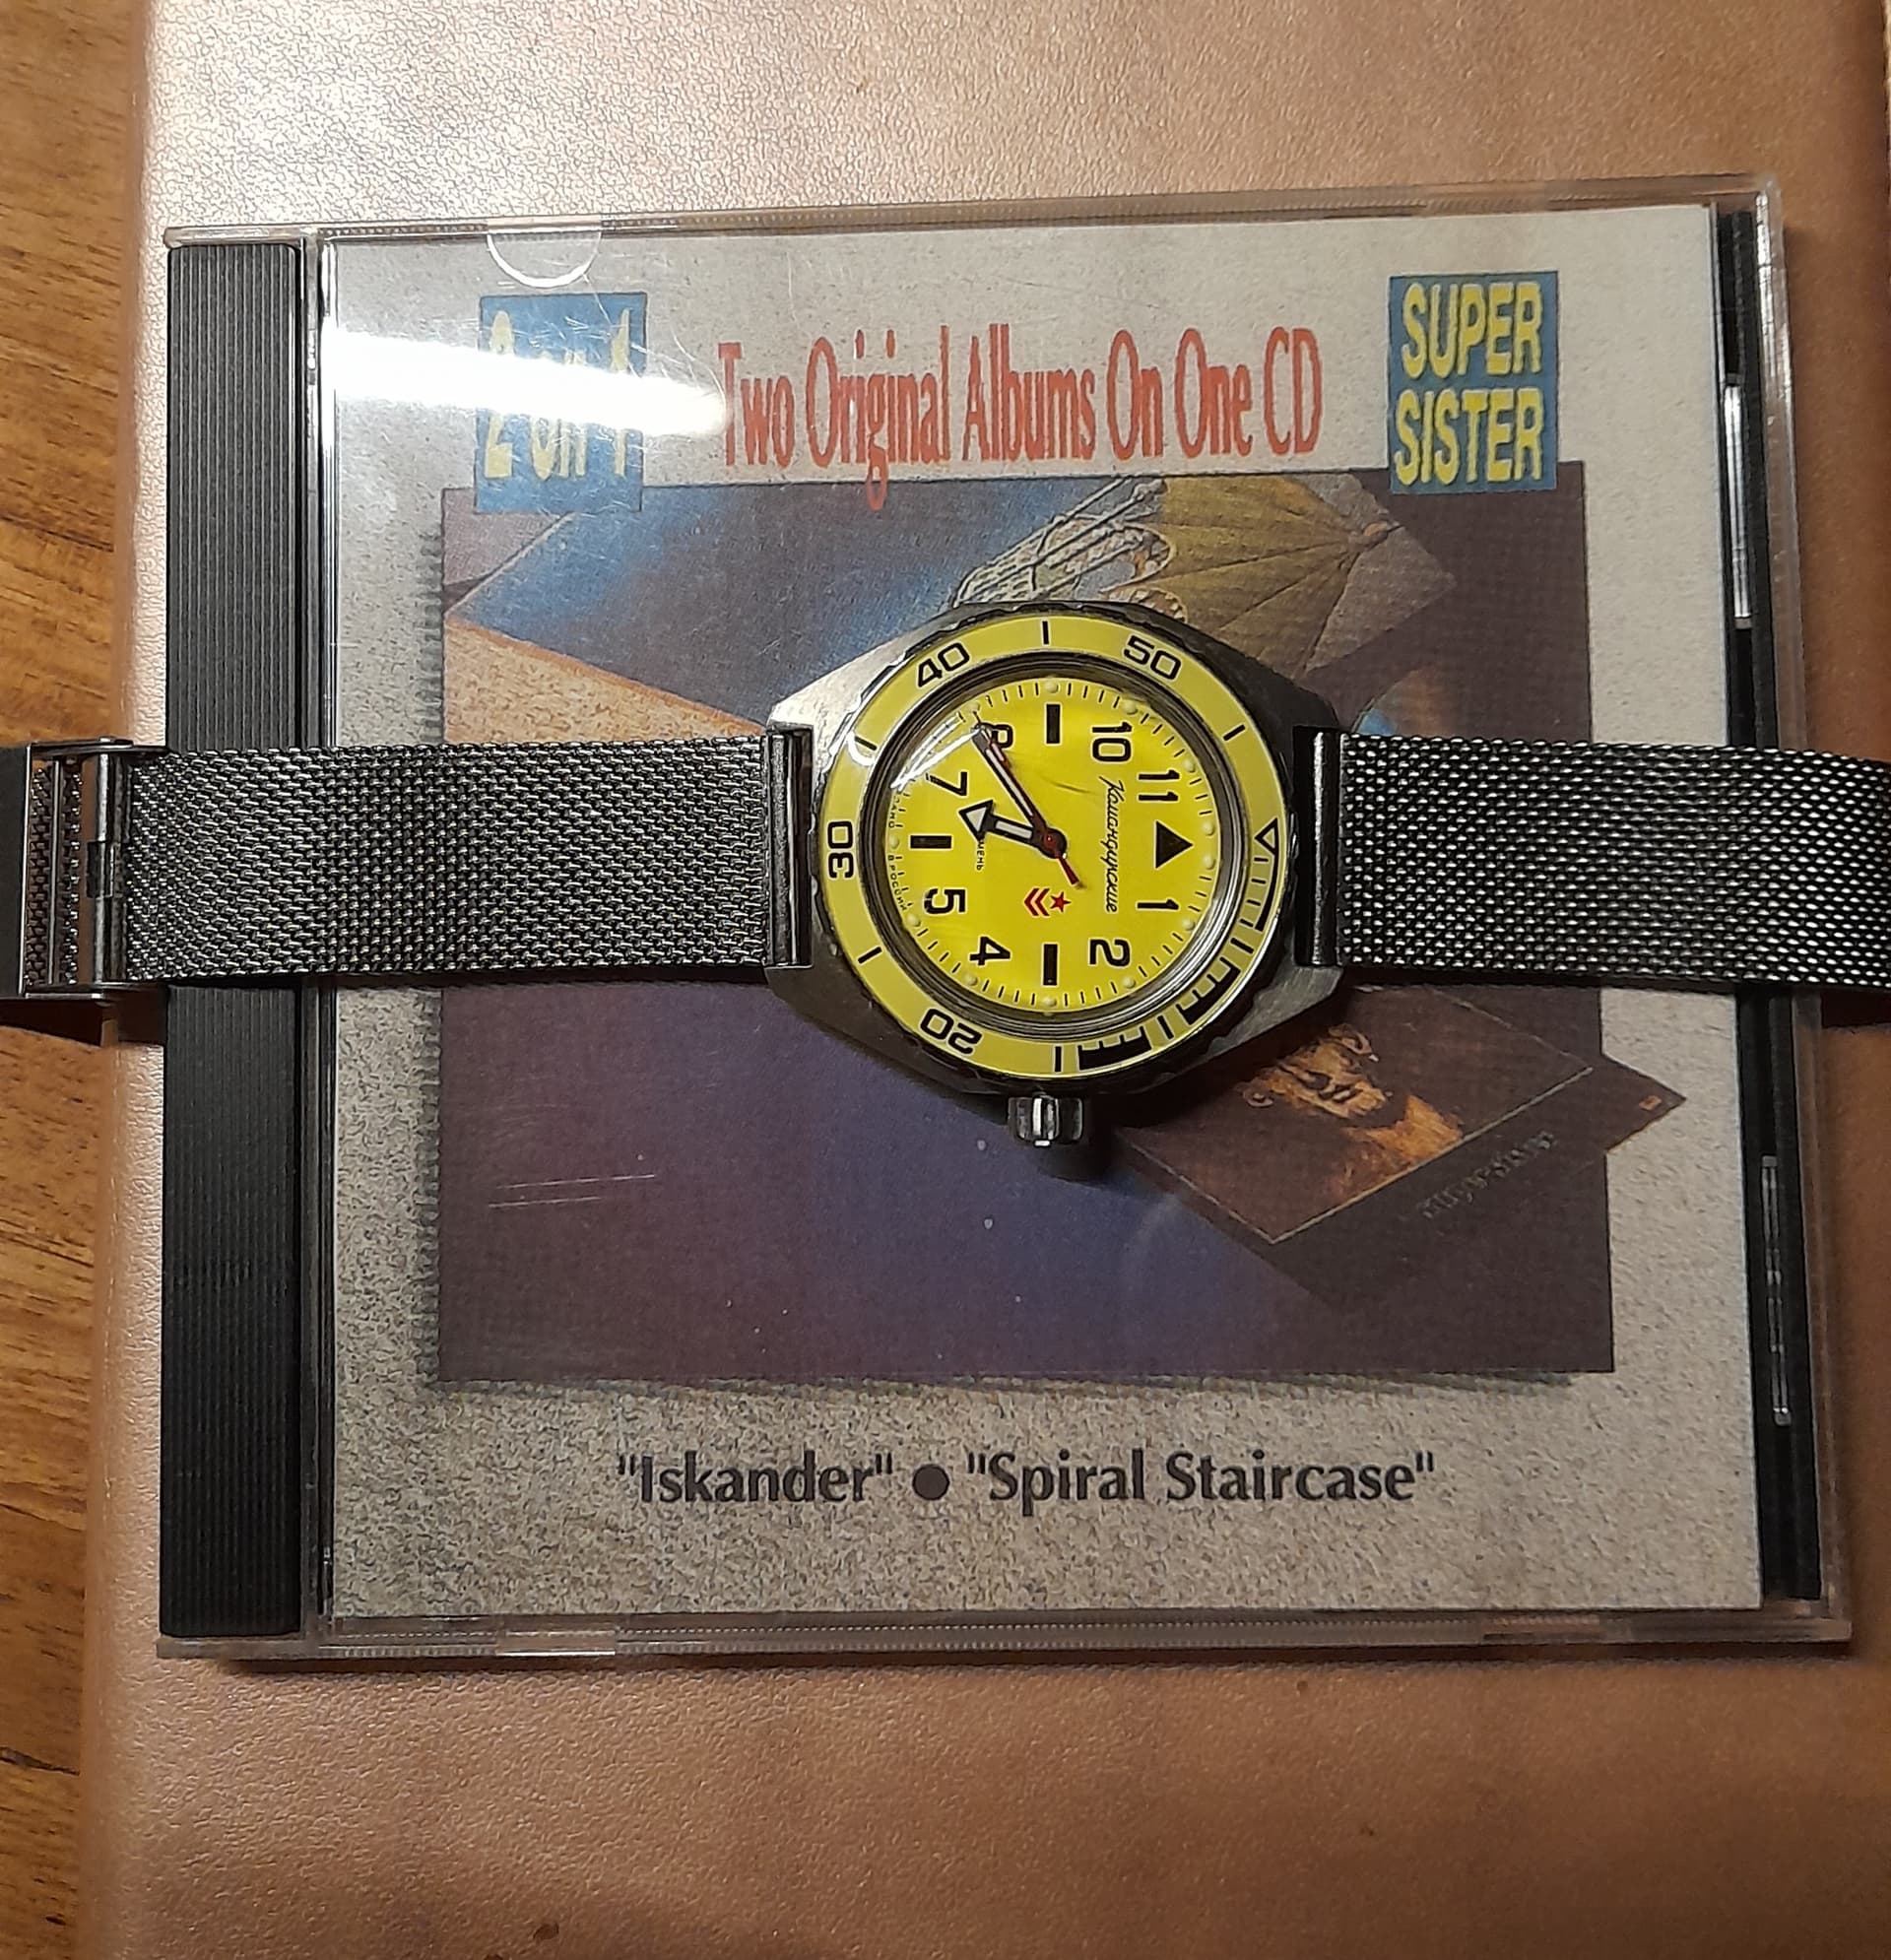 2 on 1
Two Original Albums On One CD
SUPER
SISTER
40
50
30
20
10
11
1
2
4
5
7
8
Командирские
"Iskander" ● "Spiral Staircase"